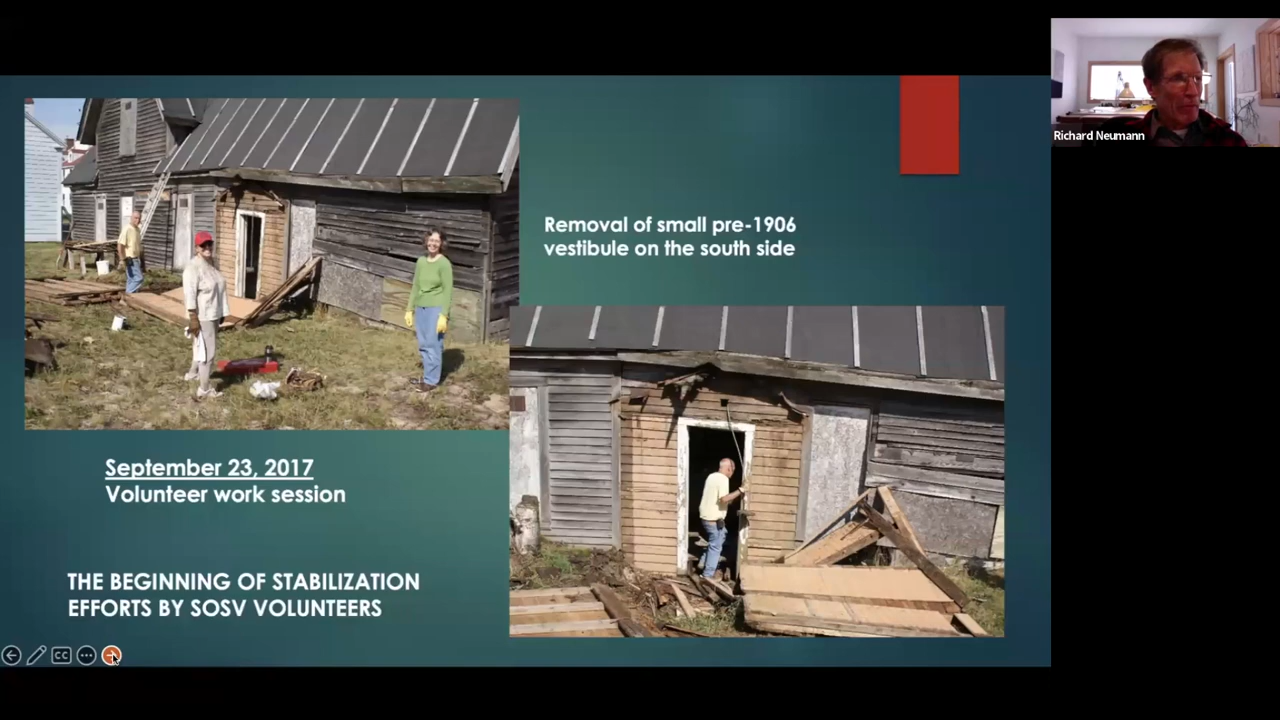 Richard Neumann
Removal of small pre-1906
vestibule on the south side
September 23, 2017
Volunteer work session
THE BEGINNING OF STABILIZATION
EFFORTS BY SOSV VOLUNTEERS
CC